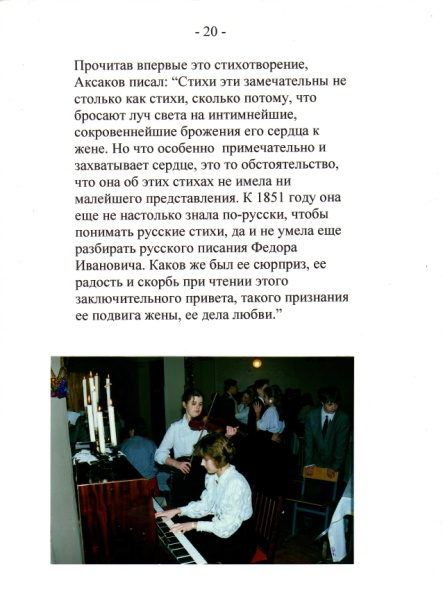 - 20 -
Прочитав впервые это стихотворение,
Аксаков писал: “Стихи эти замечательны не
столько как стихи, сколько потому, что
бросают луч света на интимнейшие,
сокровеннейшие брожения его сердца к
жене. Но что особенно примечательно и
захватывает сердце, это то обстоятельство,
что она об этих стихах не имела ни
малейшего представления. К 1851 году она
еще не настолько знала по-русски, чтобы
понимать русские стихи, да и не умела еще
разбирать русского писания Федора
Ивановича. Каков же был ее сюрприз, ее
радость и скорбь при чтении этого
заключительного привета, такого признания
ее подвига жены, ее дела любви.”